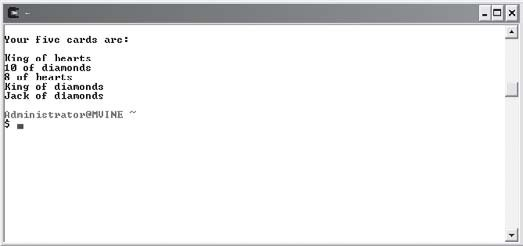 Your five cards are:
King of hearts
10 of diamonds
8 of hearts
King of diamonds
Jack of diamonds
Administrator@MVINE ~
$